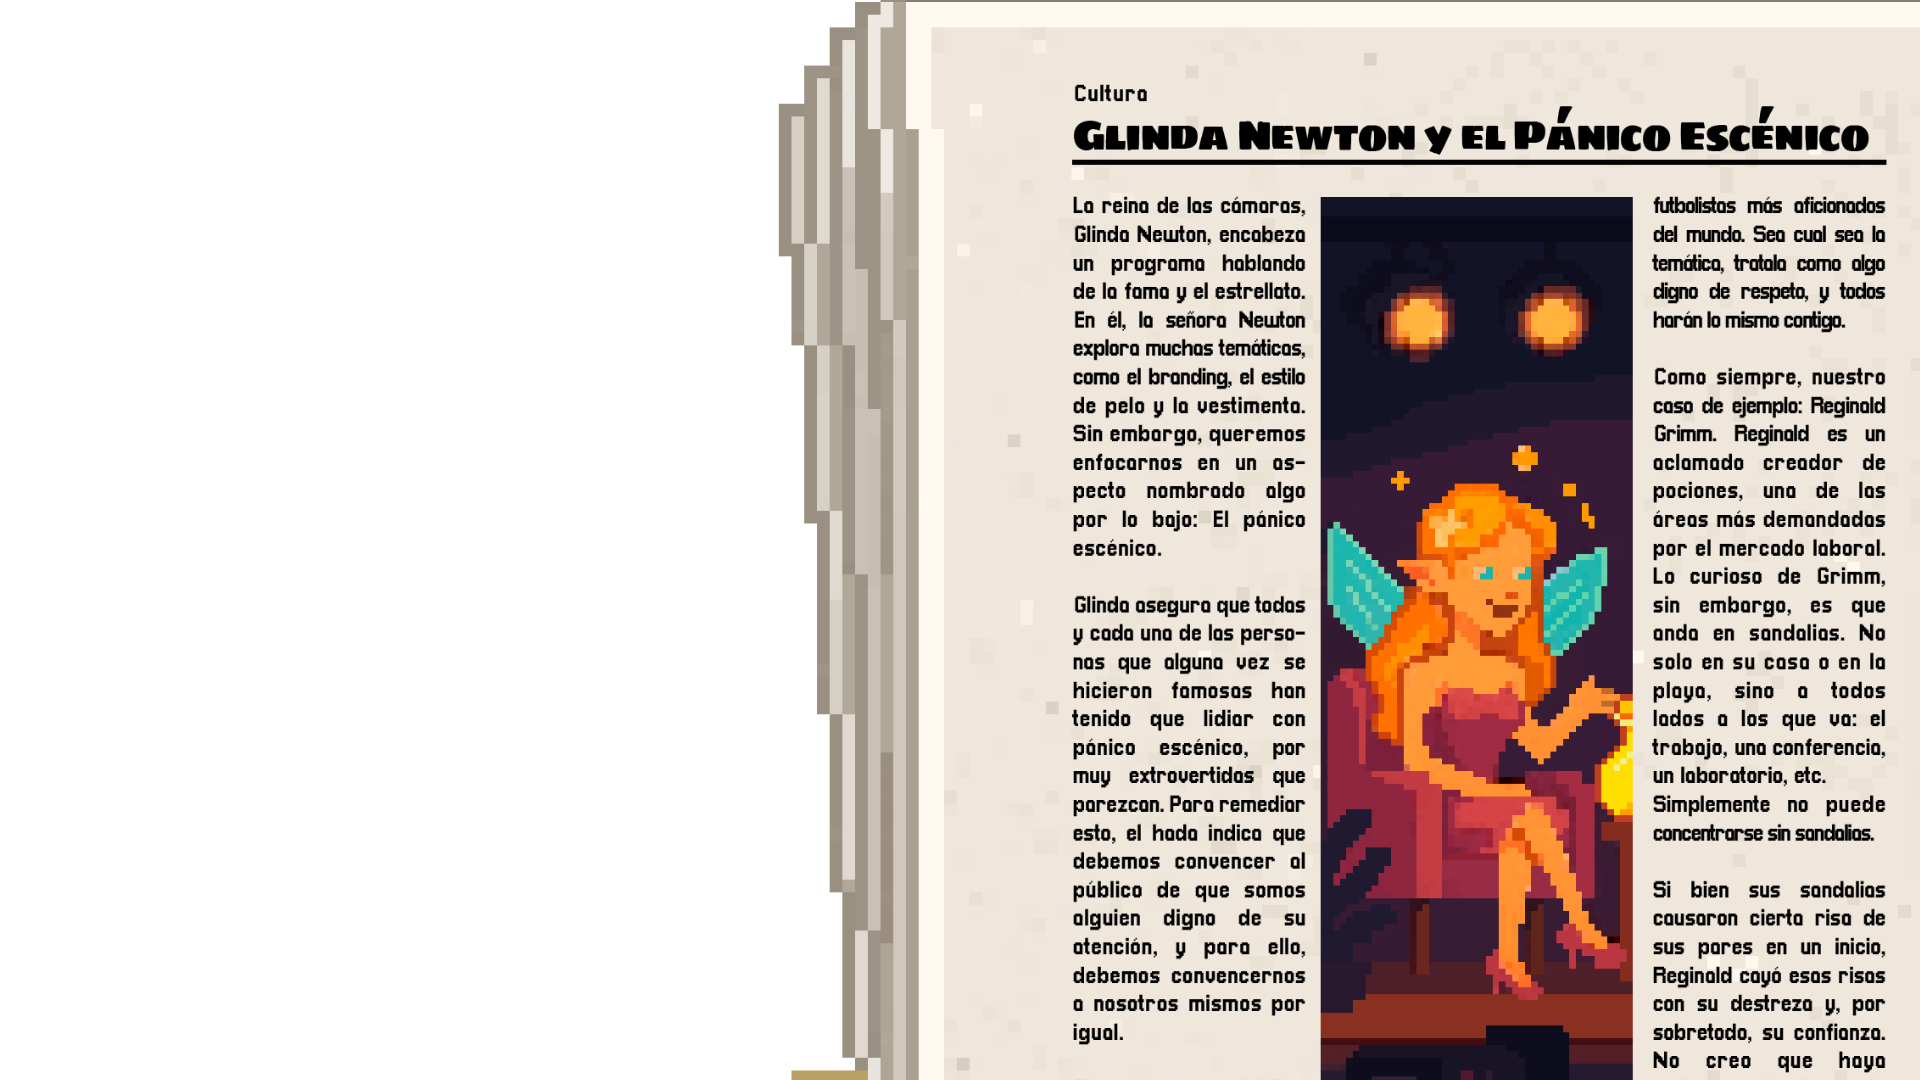 Cultura
Glinda Newton y el Pánico Escénico
La reina de las cámaras,
Glinda Newton, encabeza
un programa hablando
de la fama y el estrellato.
En él, la señora Newton
explora muchas temáticas,
como el branding, el estilo
de pelo y la vestimenta.
Sin embargo, queremos
enfocarnos en un as-
pecto nombrado algo
por lo bajo: El pánico
escénico.
Glinda asegura que todas
y cada una de las perso-
nas que alguna vez se
hicieron famosas han
tenido que lidiar con
pánico escénico, por
muy extrovertidas que
parezcan. Para remediar
esto, el hada indica que
debemos convencer al
público de que somos
alguien digno de su
atención, y para ello,
debemos convencernos
a nosotros mismos por
igual.
futbolistas más aficionados
del mundo. Sea cual sea la
temática, tratala como algo
digno de respeto, y todos
harán lo mismo contigo.
Como siempre, nuestro
caso de ejemplo: Reginald
Grimm. Reginald es un
aclamado creador de
pociones, una de las
áreas más demandadas
por el mercado laboral.
Lo curioso de Grimm,
sin embargo, es que
anda en sandalias. No
solo en su casa o en la
playa, sino a todos
lados a los que va: el
trabajo, una conferencia,
un laboratorio, etc.
Simplemente no puede
concentrarse sin sandalias.
Si bien sus sandalias
causaron cierta risa de
sus pares en un inicio,
Reginald cayó esas risas
con su destreza y, por
sobretodo, su confianza.
No creo que haya